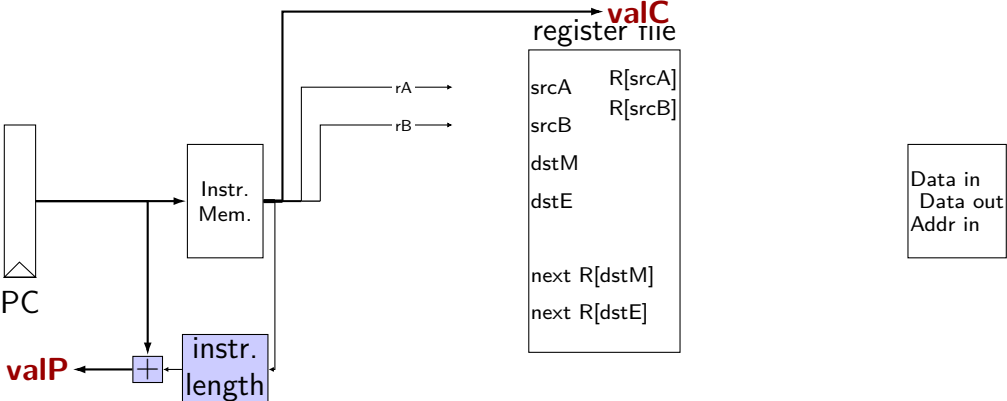 valC
register file
rA
srcA
R[srcA]
R[srcB]
rB
srcB
dstM
Instr.
Mem.
dstE
Data in
Data out
Addr in
next R[dstM]
PC
next R[dstE]
instr.
length
valP
+